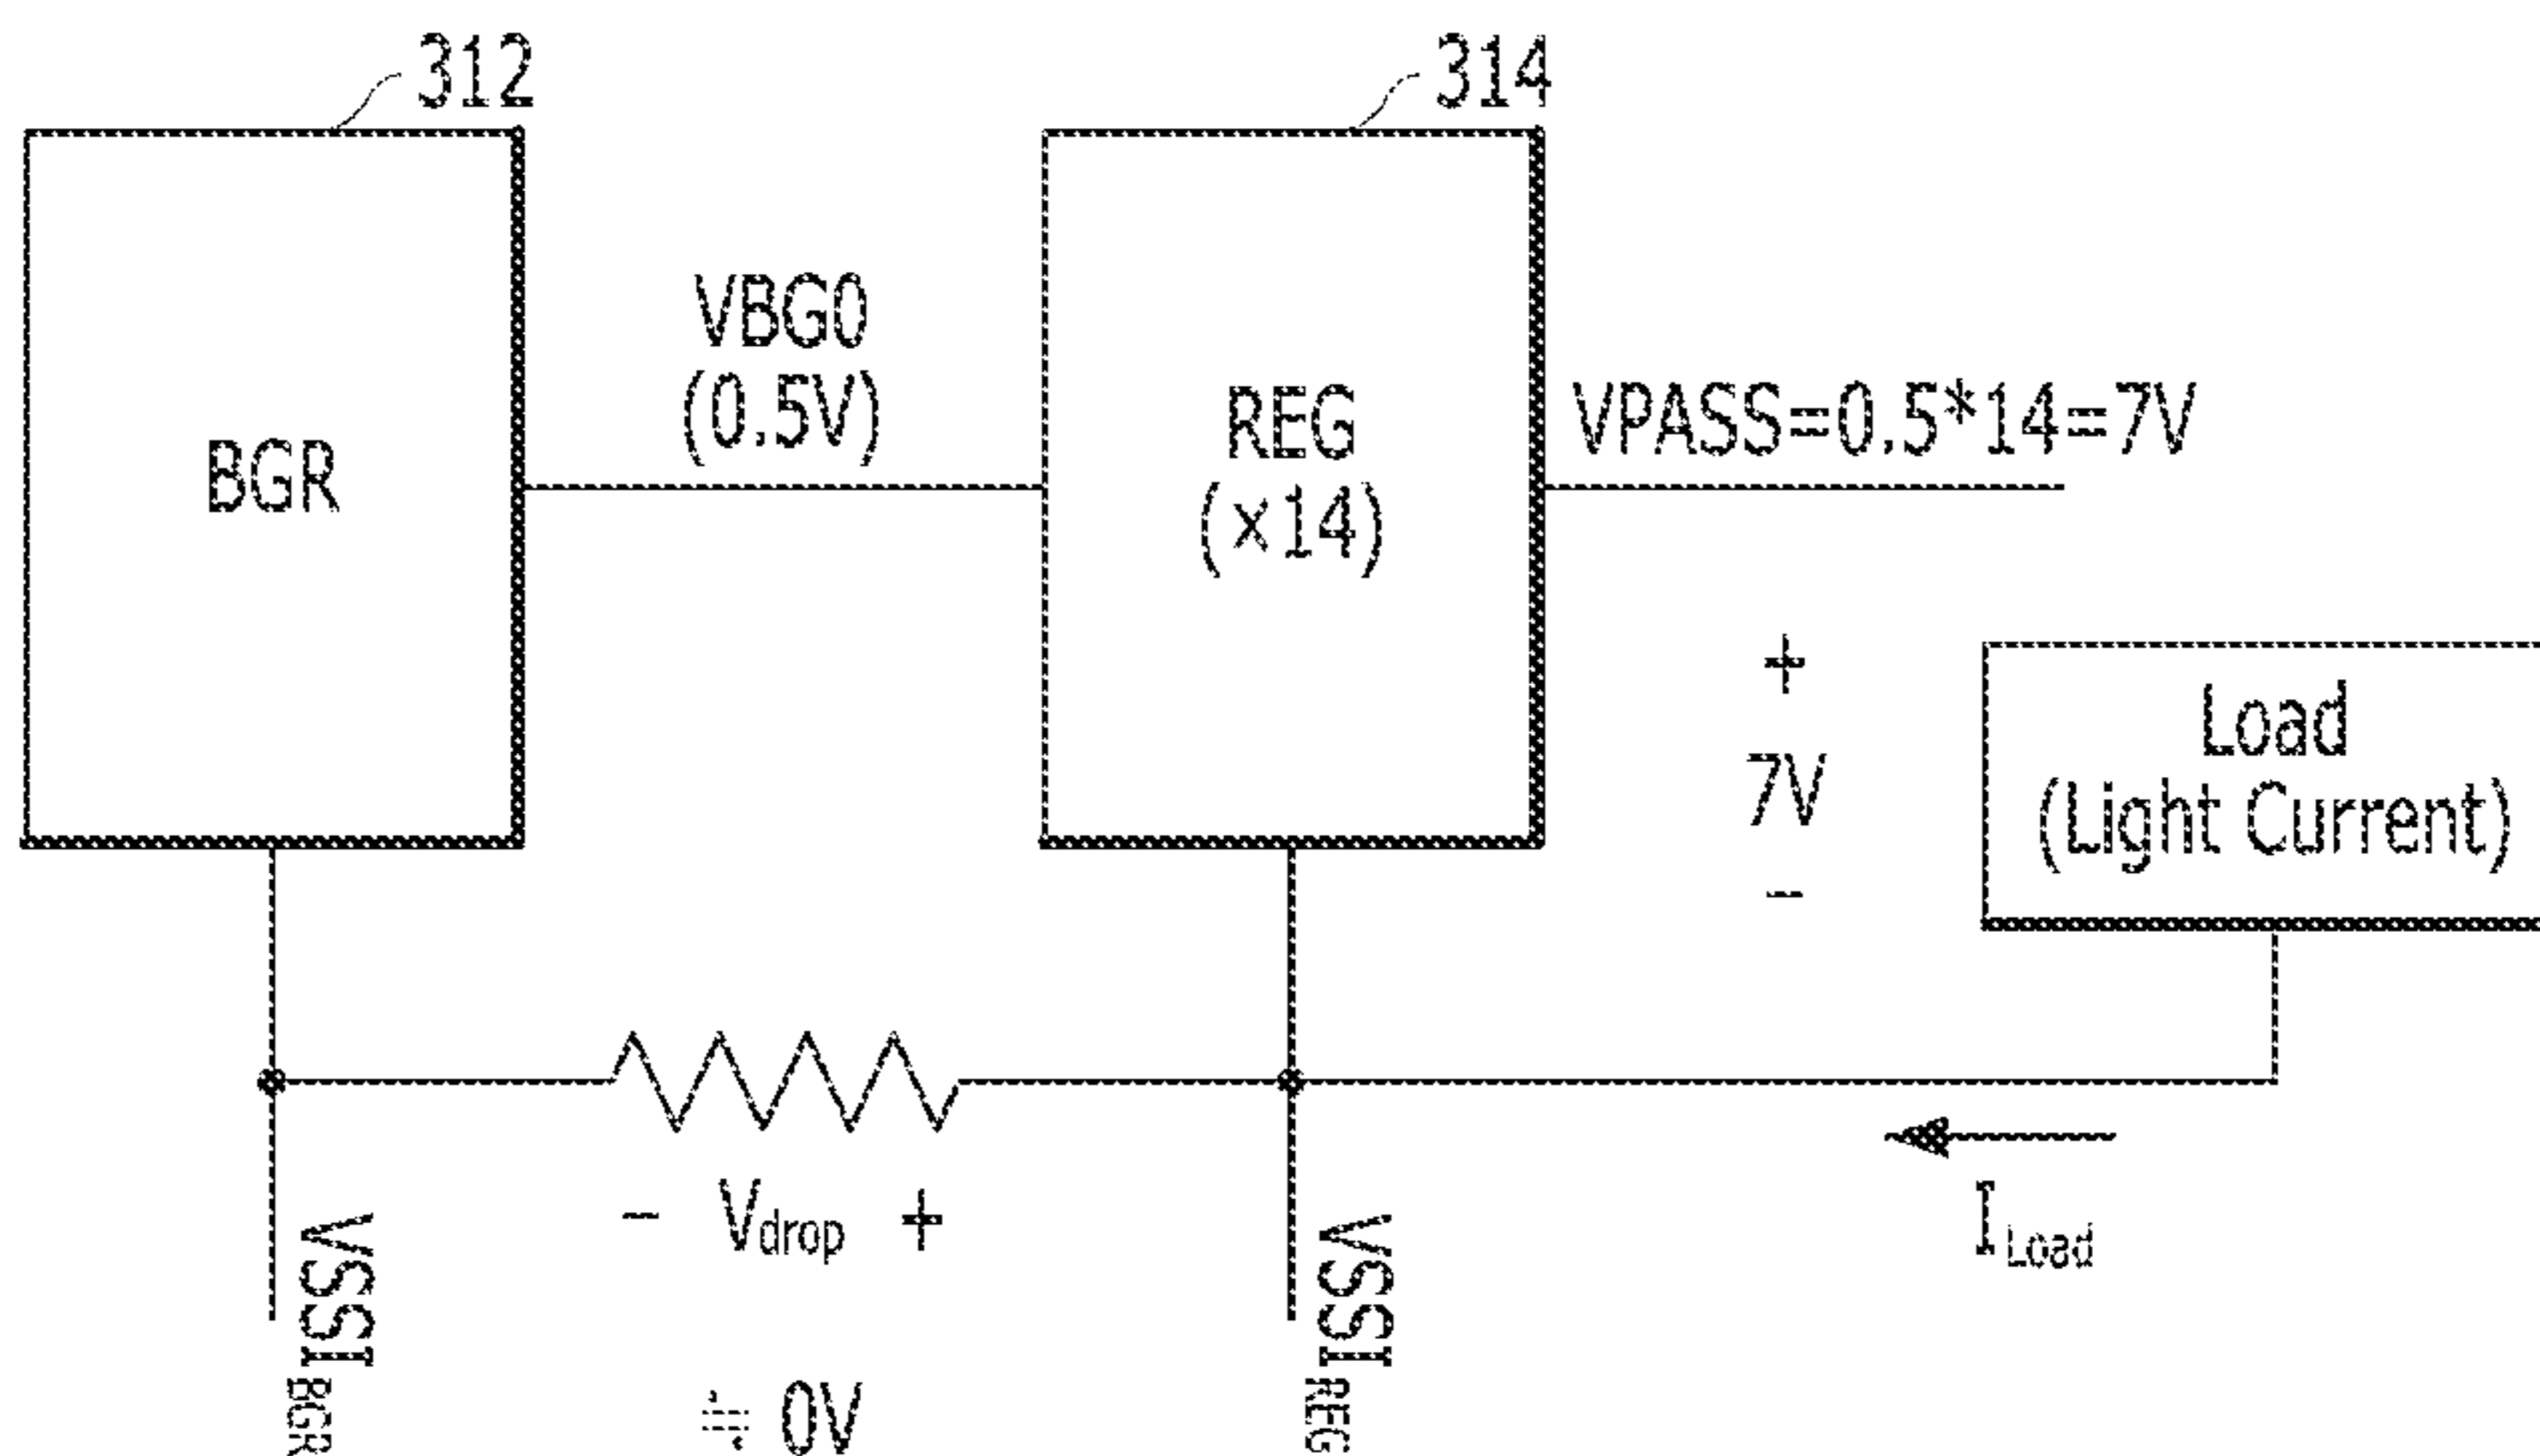 312
314
BGR
VBG0
(0.5V)
REG
(×14)
VPASS=0.5*14=7V
+
7V
-
Load
(Light Current)
- Vdrop +
≒ 0V
VSSIBGR
VSSIREG
ILoad